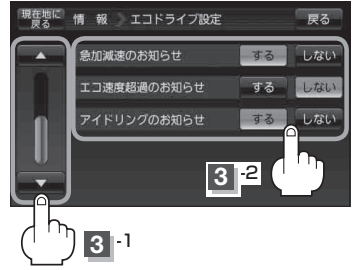 現在地に戻る 情 報 エコドライブ設定 戻る
急加減速のお知らせ する しない
エコ速度超過のお知らせ する しない
アイドリングのお知らせ する しない
3-2
3-1